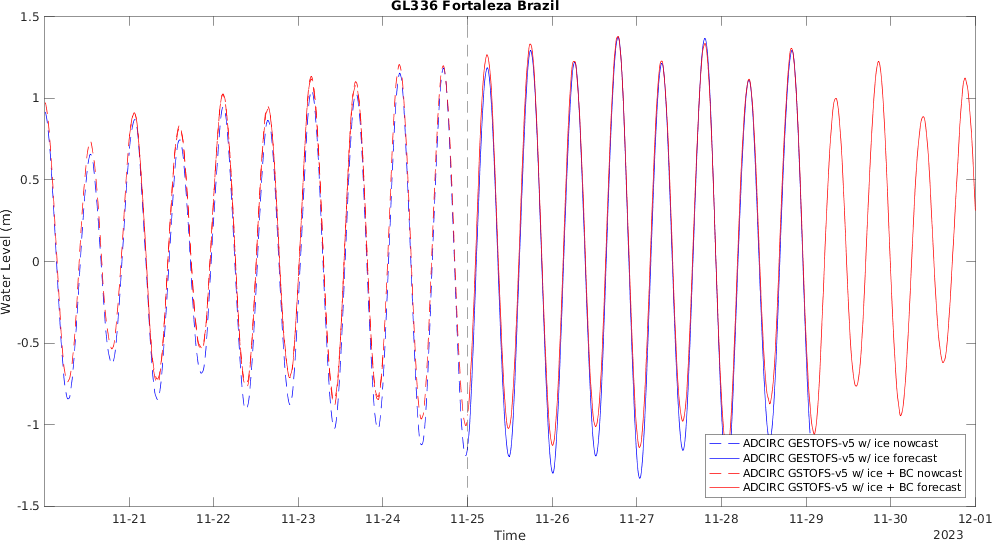 GL336 Fortaleza Brazil
1.5
1
0.5
0
-0.5
-1
-1.5
Water Level (m)
ADCIRC GESTOFS-v5 w/ ice nowcast
ADCIRC GESTOFS-v5 w/ ice forecast
ADCIRC GSTOFS-v5 w/ ice + BC nowcast
ADCIRC GSTOFS-v5 w/ ice + BC forecast
11-21 11-22 11-23 11-24 11-25 11-26 11-27 11-28 11-29 11-30 12-01
Time
2023